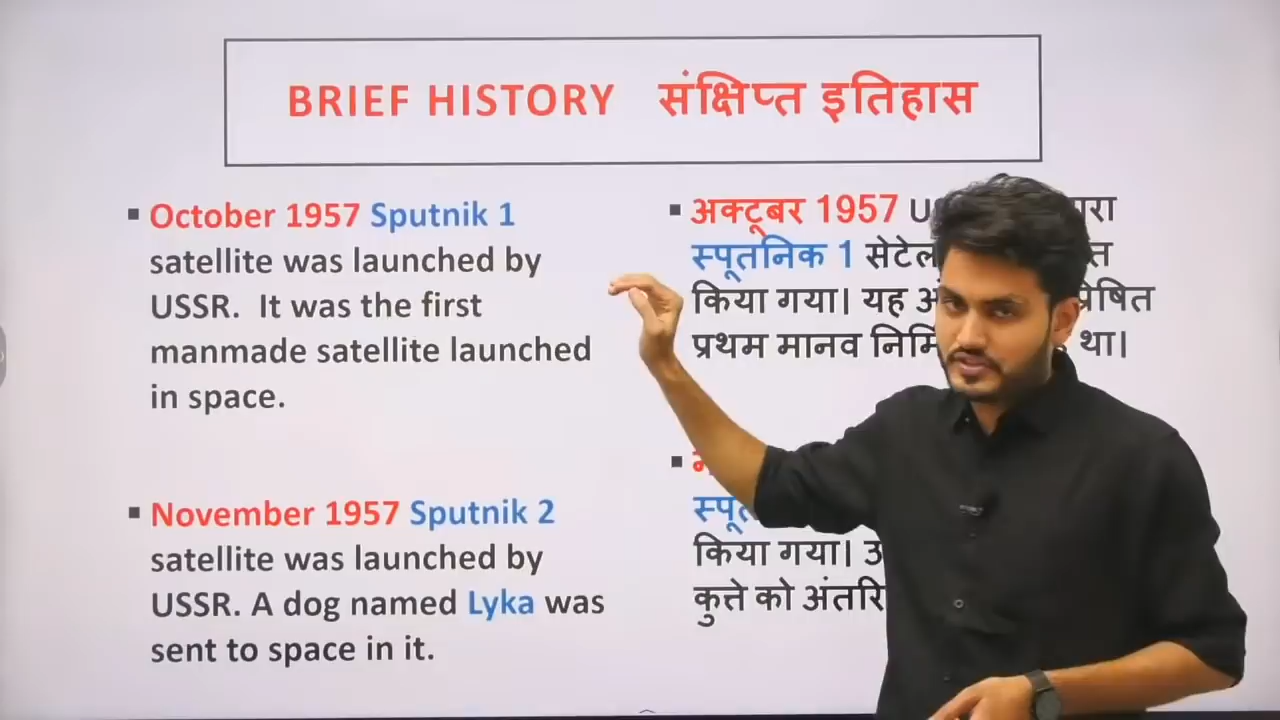 BRIEF HISTORY संक्षिप्त इतिहास
▪ October 1957 Sputnik 1
satellite was launched by
USSR. It was the first
manmade satellite launched
in space.
▪ November 1957 Sputnik 2
satellite was launched by
USSR. A dog named Lyka was
sent to space in it.
▪ अक्टूबर 1957
स्पूतनिक 1
किया गया। यह
प्रथम मानव था।
किया गया।
कुत्ते को